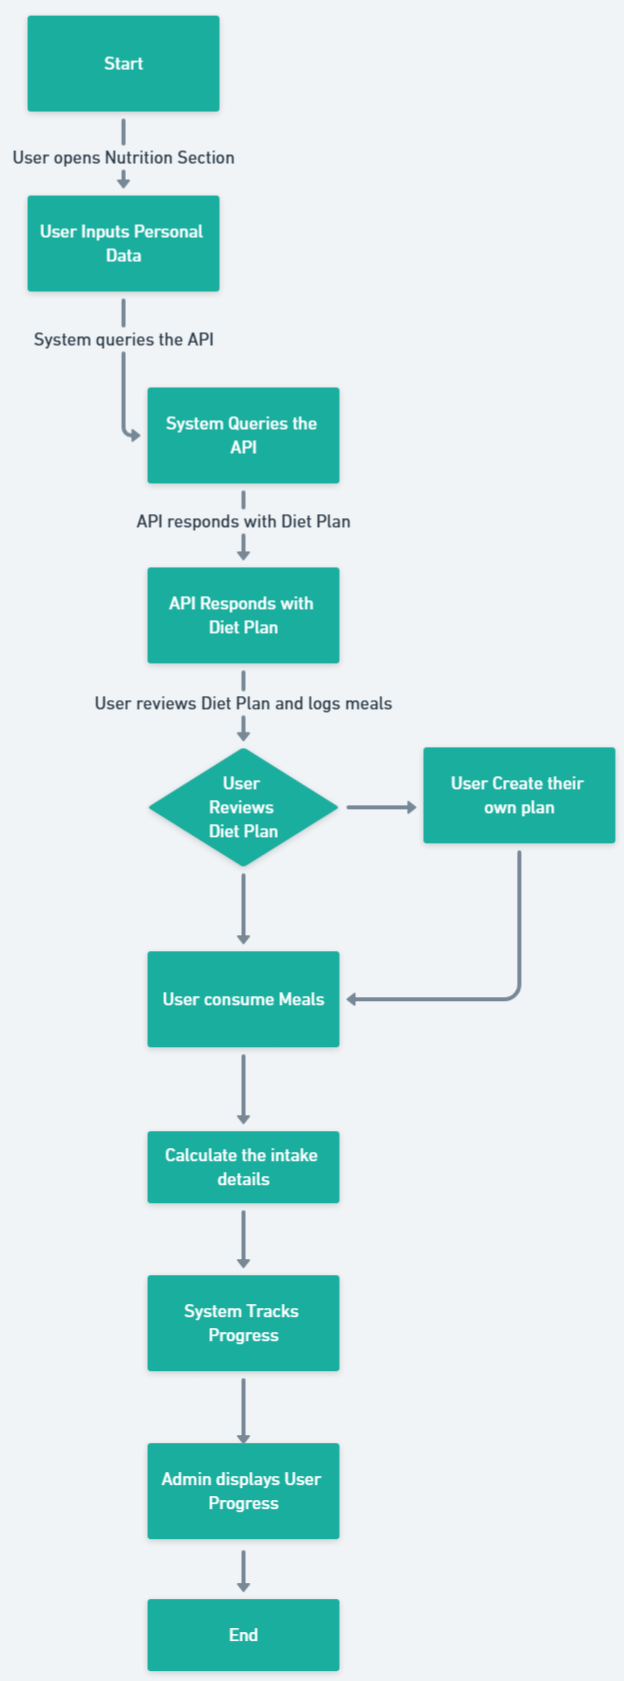 Start
User opens Nutrition Section
User Inputs Personal
Data
System queries the API
System Queries the
API
API responds with Diet Plan
API Responds with
Diet Plan
User reviews Diet Plan and logs meals
User
Reviews
Diet Plan
User Create their
own plan
User consume Meals
Calculate the intake
details
System Tracks
Progress
Admin displays User
Progress
End